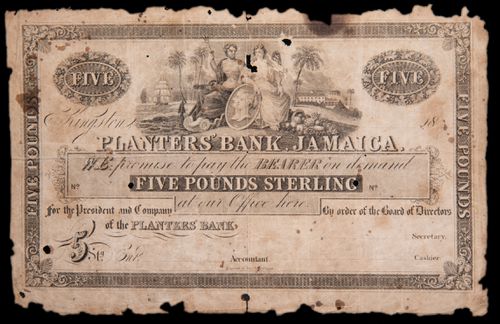 FIVE FIVE
Kingston 18
PLANTERS BANK, JAMAICA.
WE promise to pay the BEARER on demand
No. FIVE POUNDS STERLING No.
at our Office here.
For the President and Company By order of the Board of Directors
of the PLANTERS BANK.
Secretary.
5 Stg
Accountant Cashier
FIVE POUNDS
FIVE POUNDS